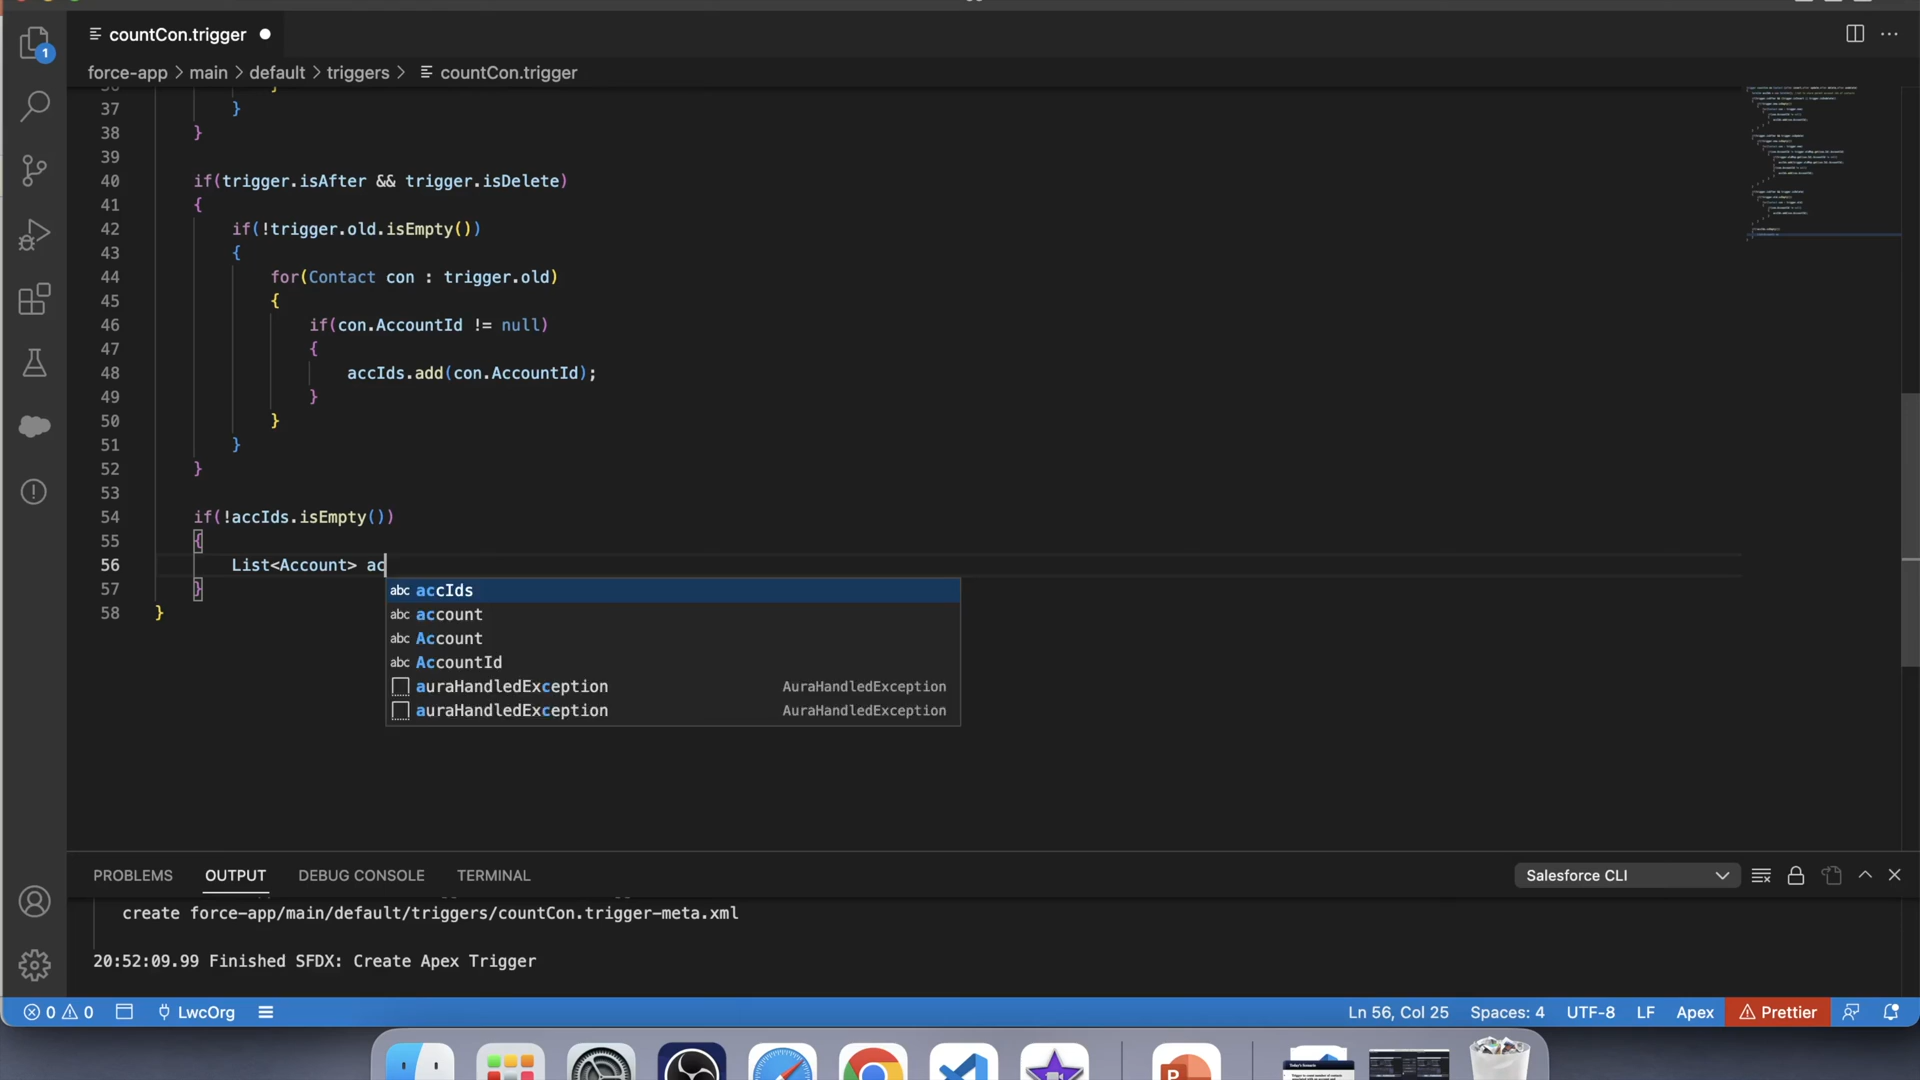 countCon.trigger
1
force-app > main > default > triggers > countCon.trigger
37 }
38 }
39
40 if(trigger.isAfter && trigger.isDelete)
41 {
42 if(!trigger.old.isEmpty())
43 {
44 for(Contact con : trigger.old)
45 {
46 if(con.AccountId != null)
47 {
48 accIds.add(con.AccountId);
49 }
50 }
51 }
52 }
53
54 if(!accIds.isEmpty())
55 {
56 List<Account> ac
57 }
58 }
abc accIds
abc account
abc Account
abc AccountId
auraHandledException AuraHandledException
auraHandledException AuraHandledException
PROBLEMS OUTPUT DEBUG CONSOLE TERMINAL Salesforce CLI
create force-app/main/default/triggers/countCon.trigger-meta.xml
20:52:09.99 Finished SFDX: Create Apex Trigger
0 0 LwcOrg Ln 56, Col 25 Spaces: 4 UTF-8 LF Apex Prettier